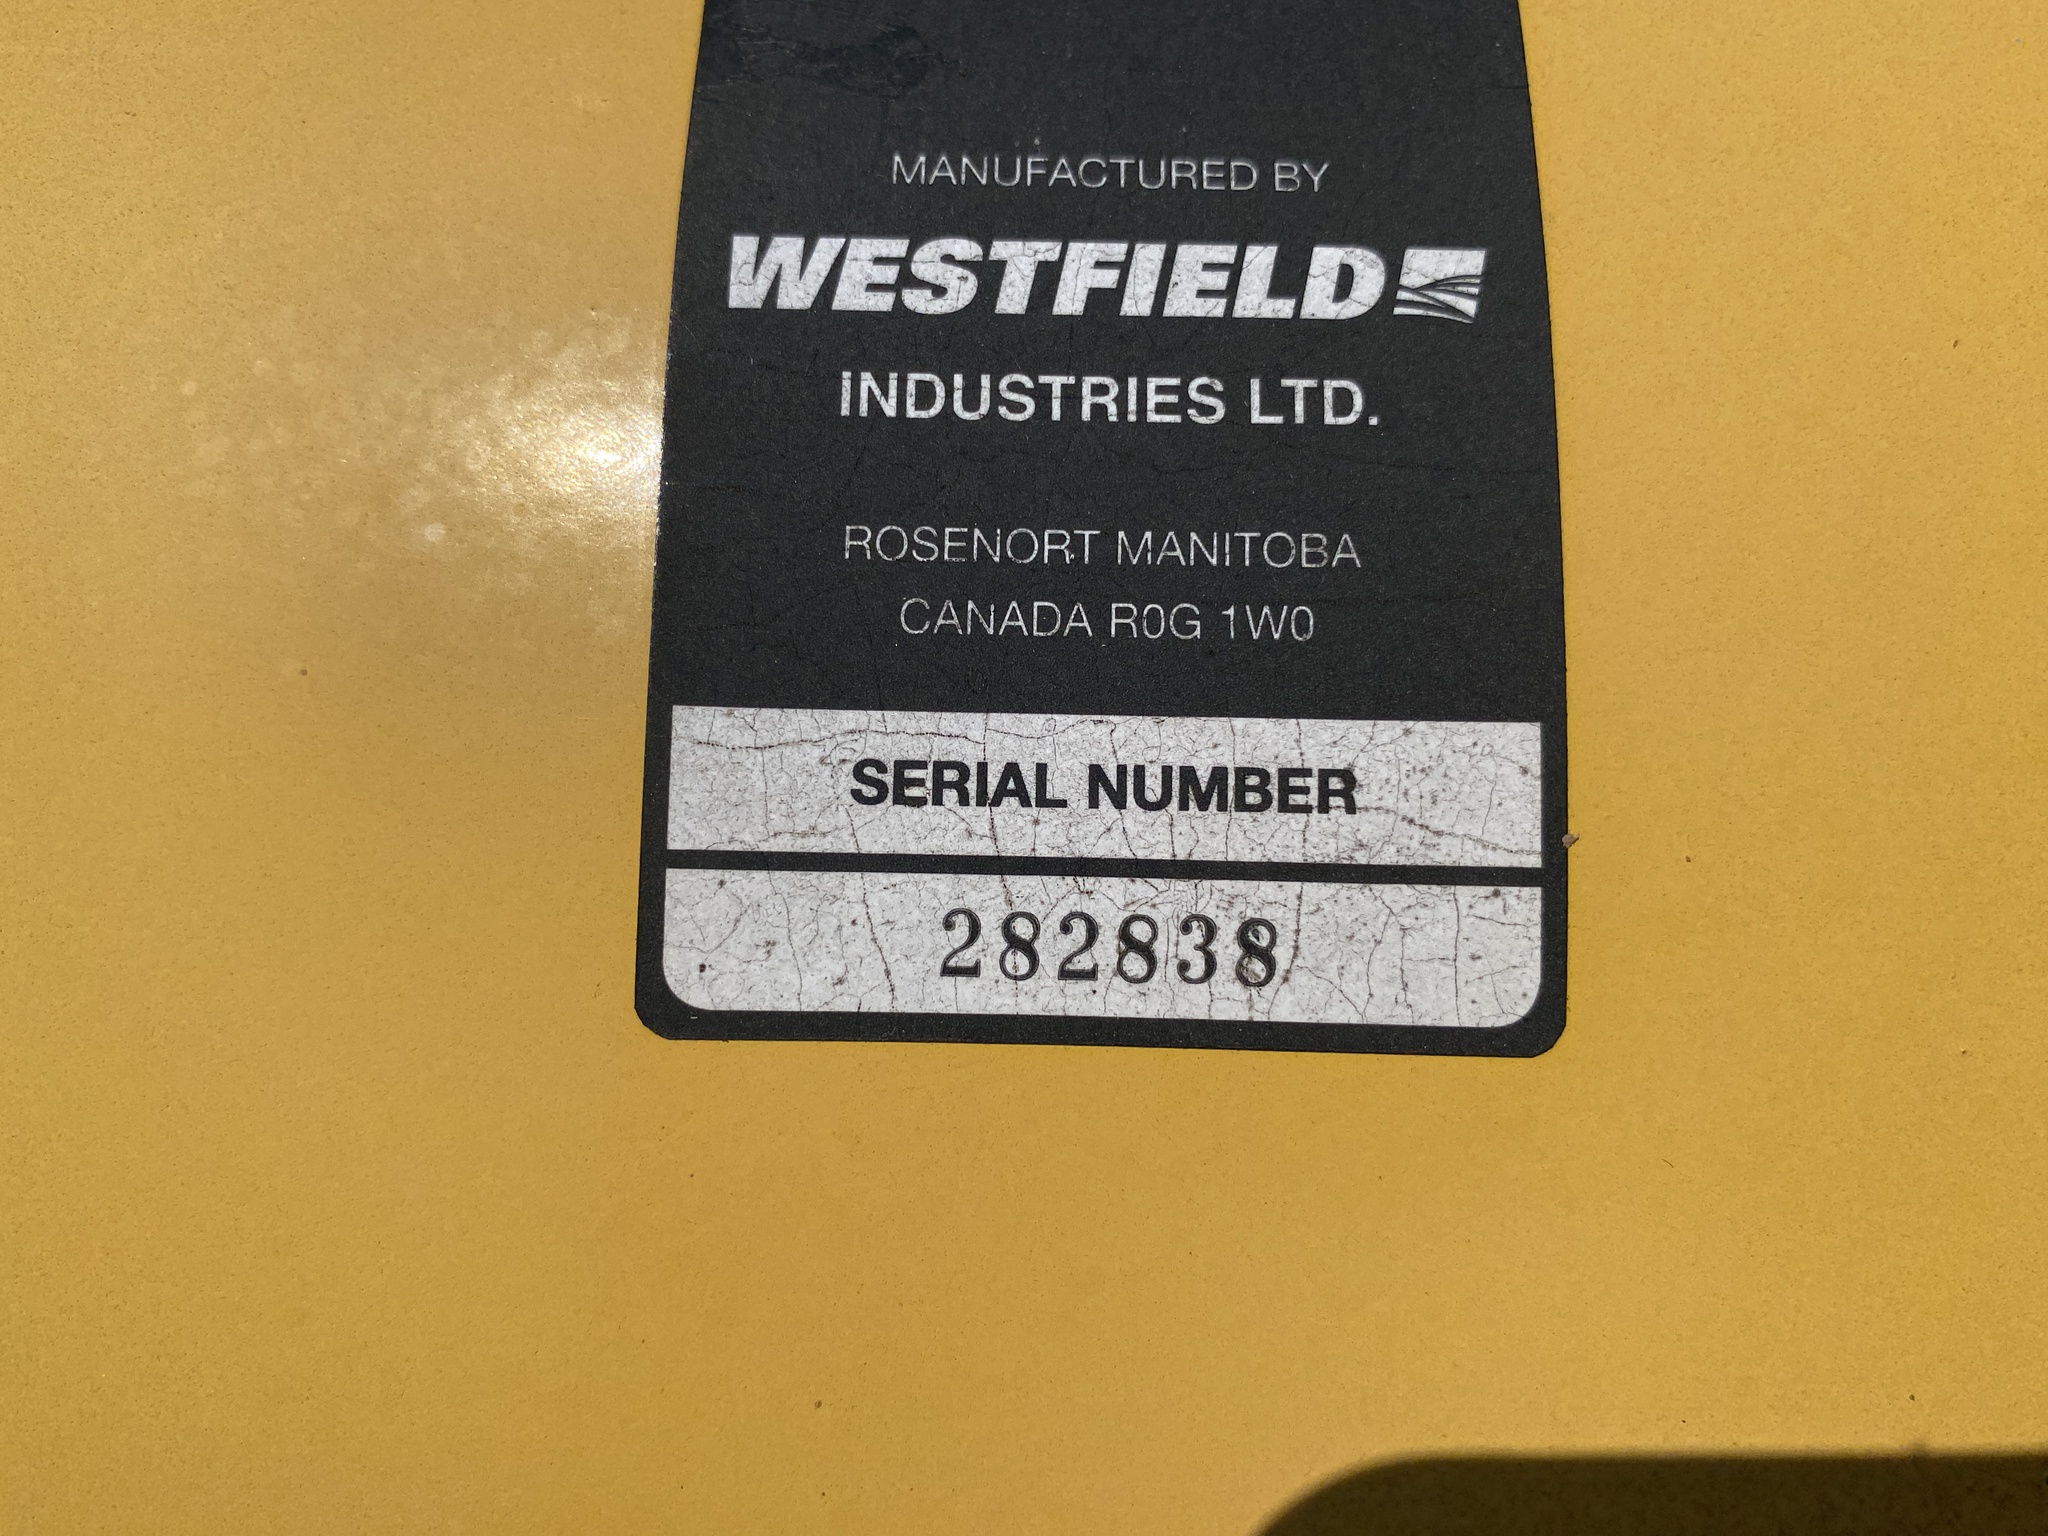 MANUFACTURED BY
WESTFIELD
INDUSTRIES LTD.
ROSENORT MANITOBA
CANADA R0G 1W0
SERIAL NUMBER
282838